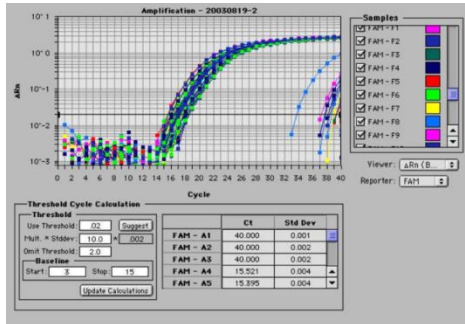 Amplification - 20030819-2
10^1
10^0
10^-1
10^-2
10^-3
ΔRn
0 2 4 6 8 10 12 14 16 17 18 20 22 24 26 28 30 32 34 36 38 40
Cycle
Samples
FAM - F1
FAM - F2
FAM - F3
FAM - F4
FAM - F5
FAM - F6
FAM - F7
FAM - F8
FAM - F9
Viewer: ΔRn (B...
Reporter: FAM
Threshold Cycle Calculation
Threshold
Use Threshold: .02 Suggest
Mult. * Stddev: 10.0 * .002
Omit Threshold: 2.0
Baseline
Start: 3 Stop: 15
Update Calculations
Ct Std Dev
FAM - A1 40.000 0.001
FAM - A2 40.000 0.002
FAM - A3 40.000 0.002
FAM - A4 15.521 0.004
FAM - A5 15.395 0.004